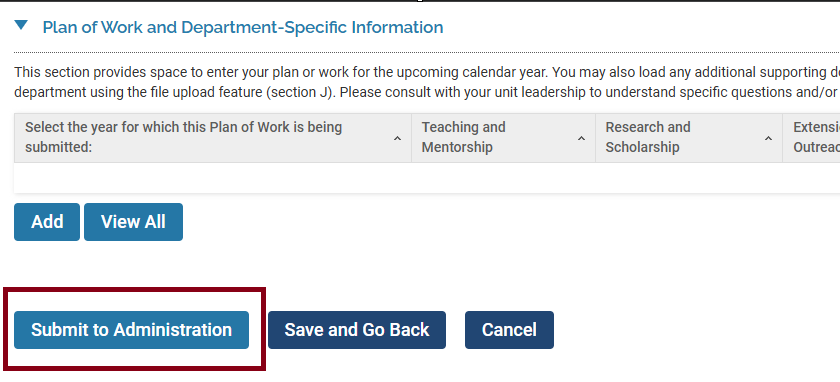 Plan of Work and Department-Specific Information
This section provides space to enter your plan or work for the upcoming calendar year. You may also load any additional supporting
department using the file upload feature (section J). Please consult with your unit leadership to understand specific questions and/or
Select the year for which this Plan of Work is being
submitted:
Teaching and
Mentorship
Research and
Scholarship
Add View All
Submit to Administration Save and Go Back Cancel